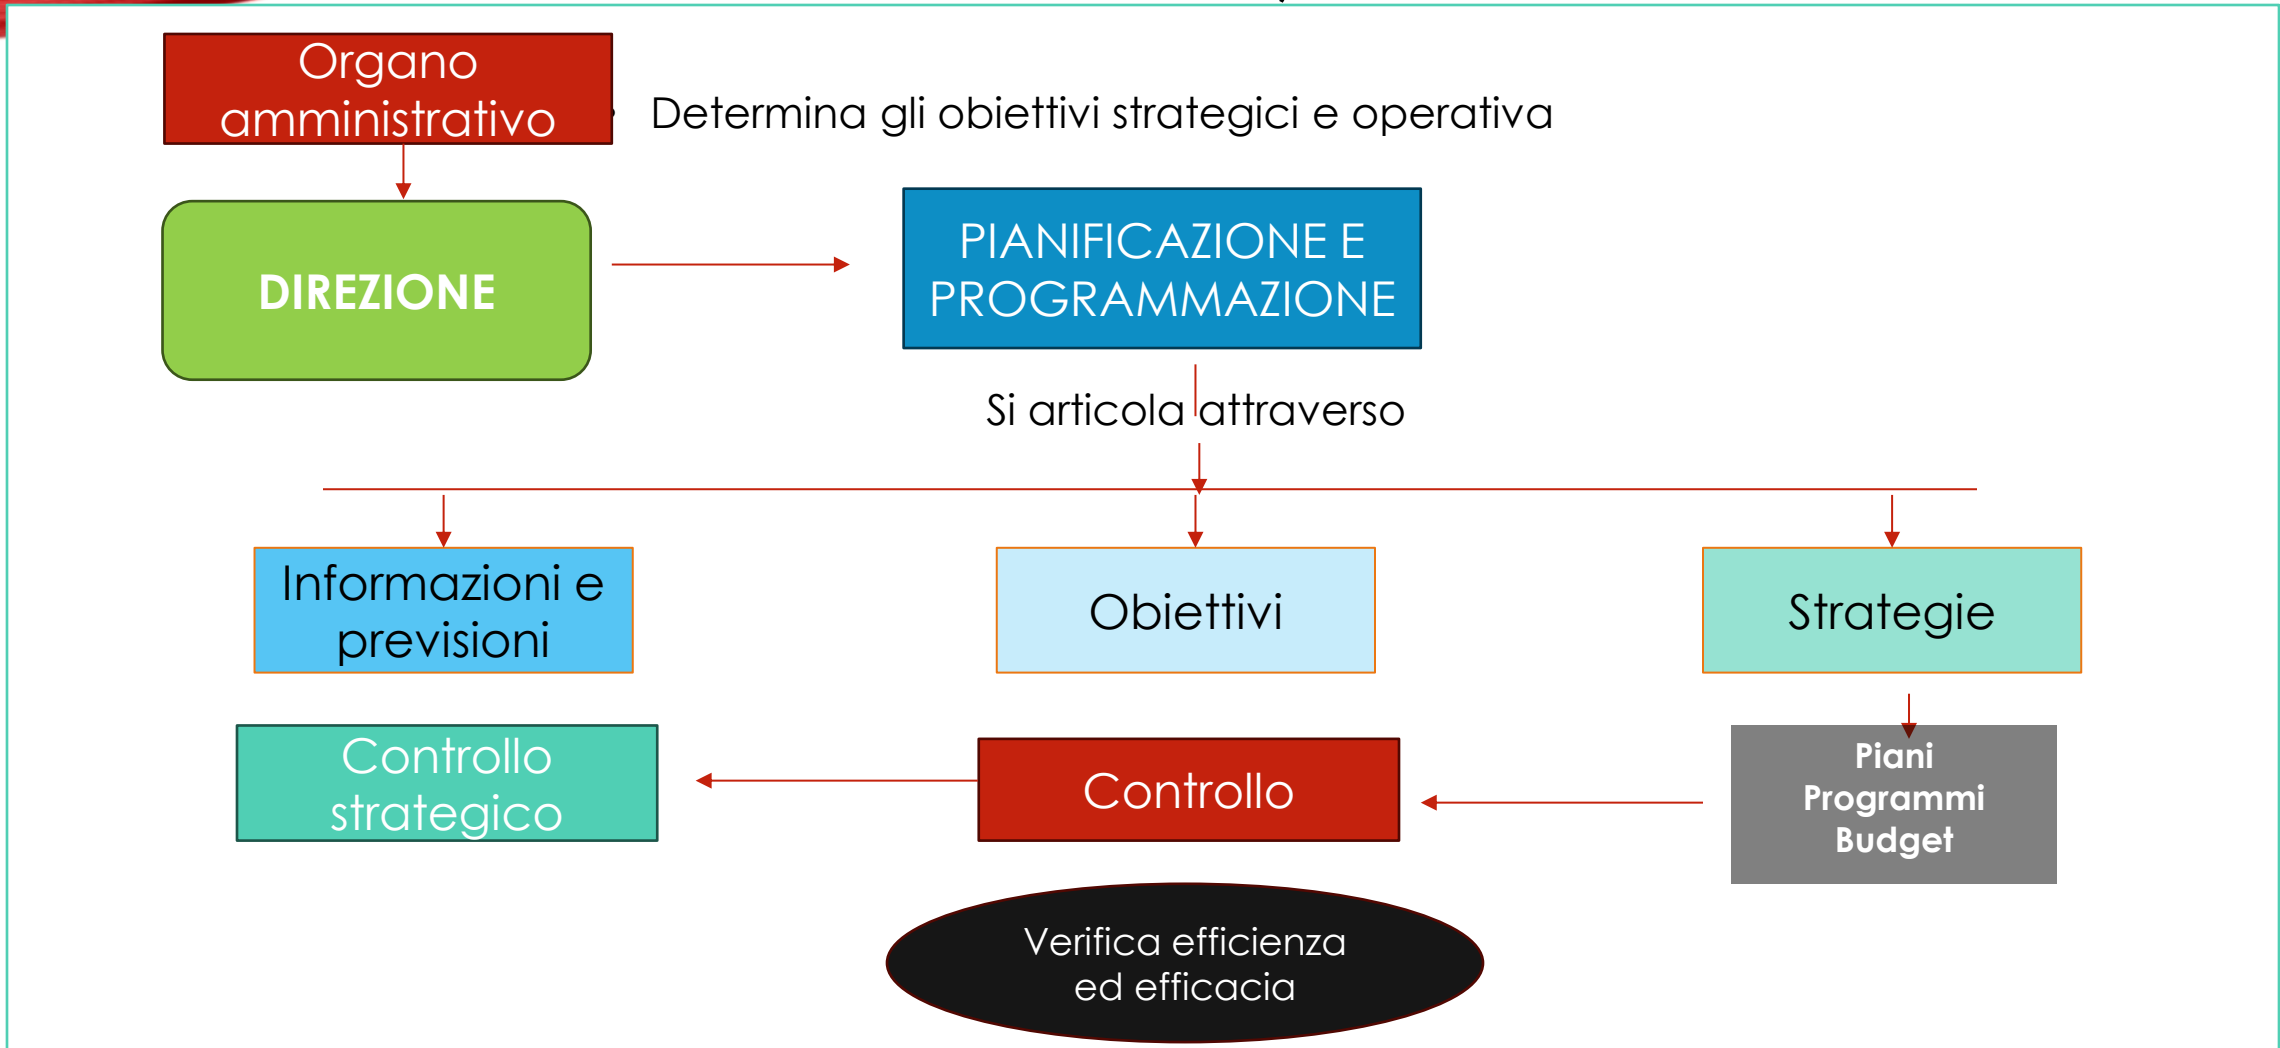 Organo
amministrativo
• Determina gli obiettivi strategici e operativa
DIREZIONE
PIANIFICAZIONE E
PROGRAMMAZIONE
Si articola attraverso
Informazioni e
previsioni
Obiettivi
Strategie
Controllo
strategico
Controllo
Piani
Programmi
Budget
Verifica efficienza
ed efficacia